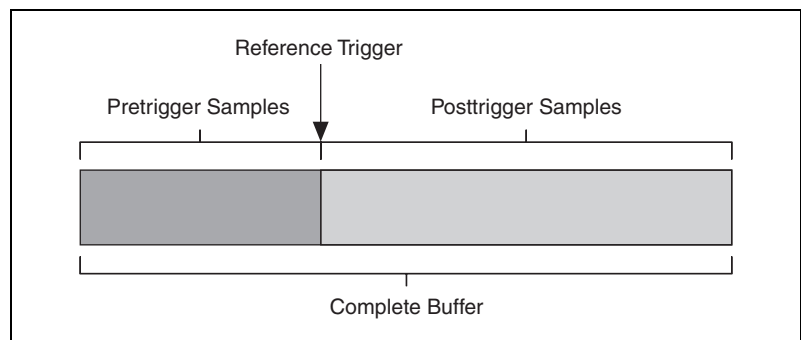 Reference Trigger
Pretrigger Samples
Posttrigger Samples
Complete Buffer